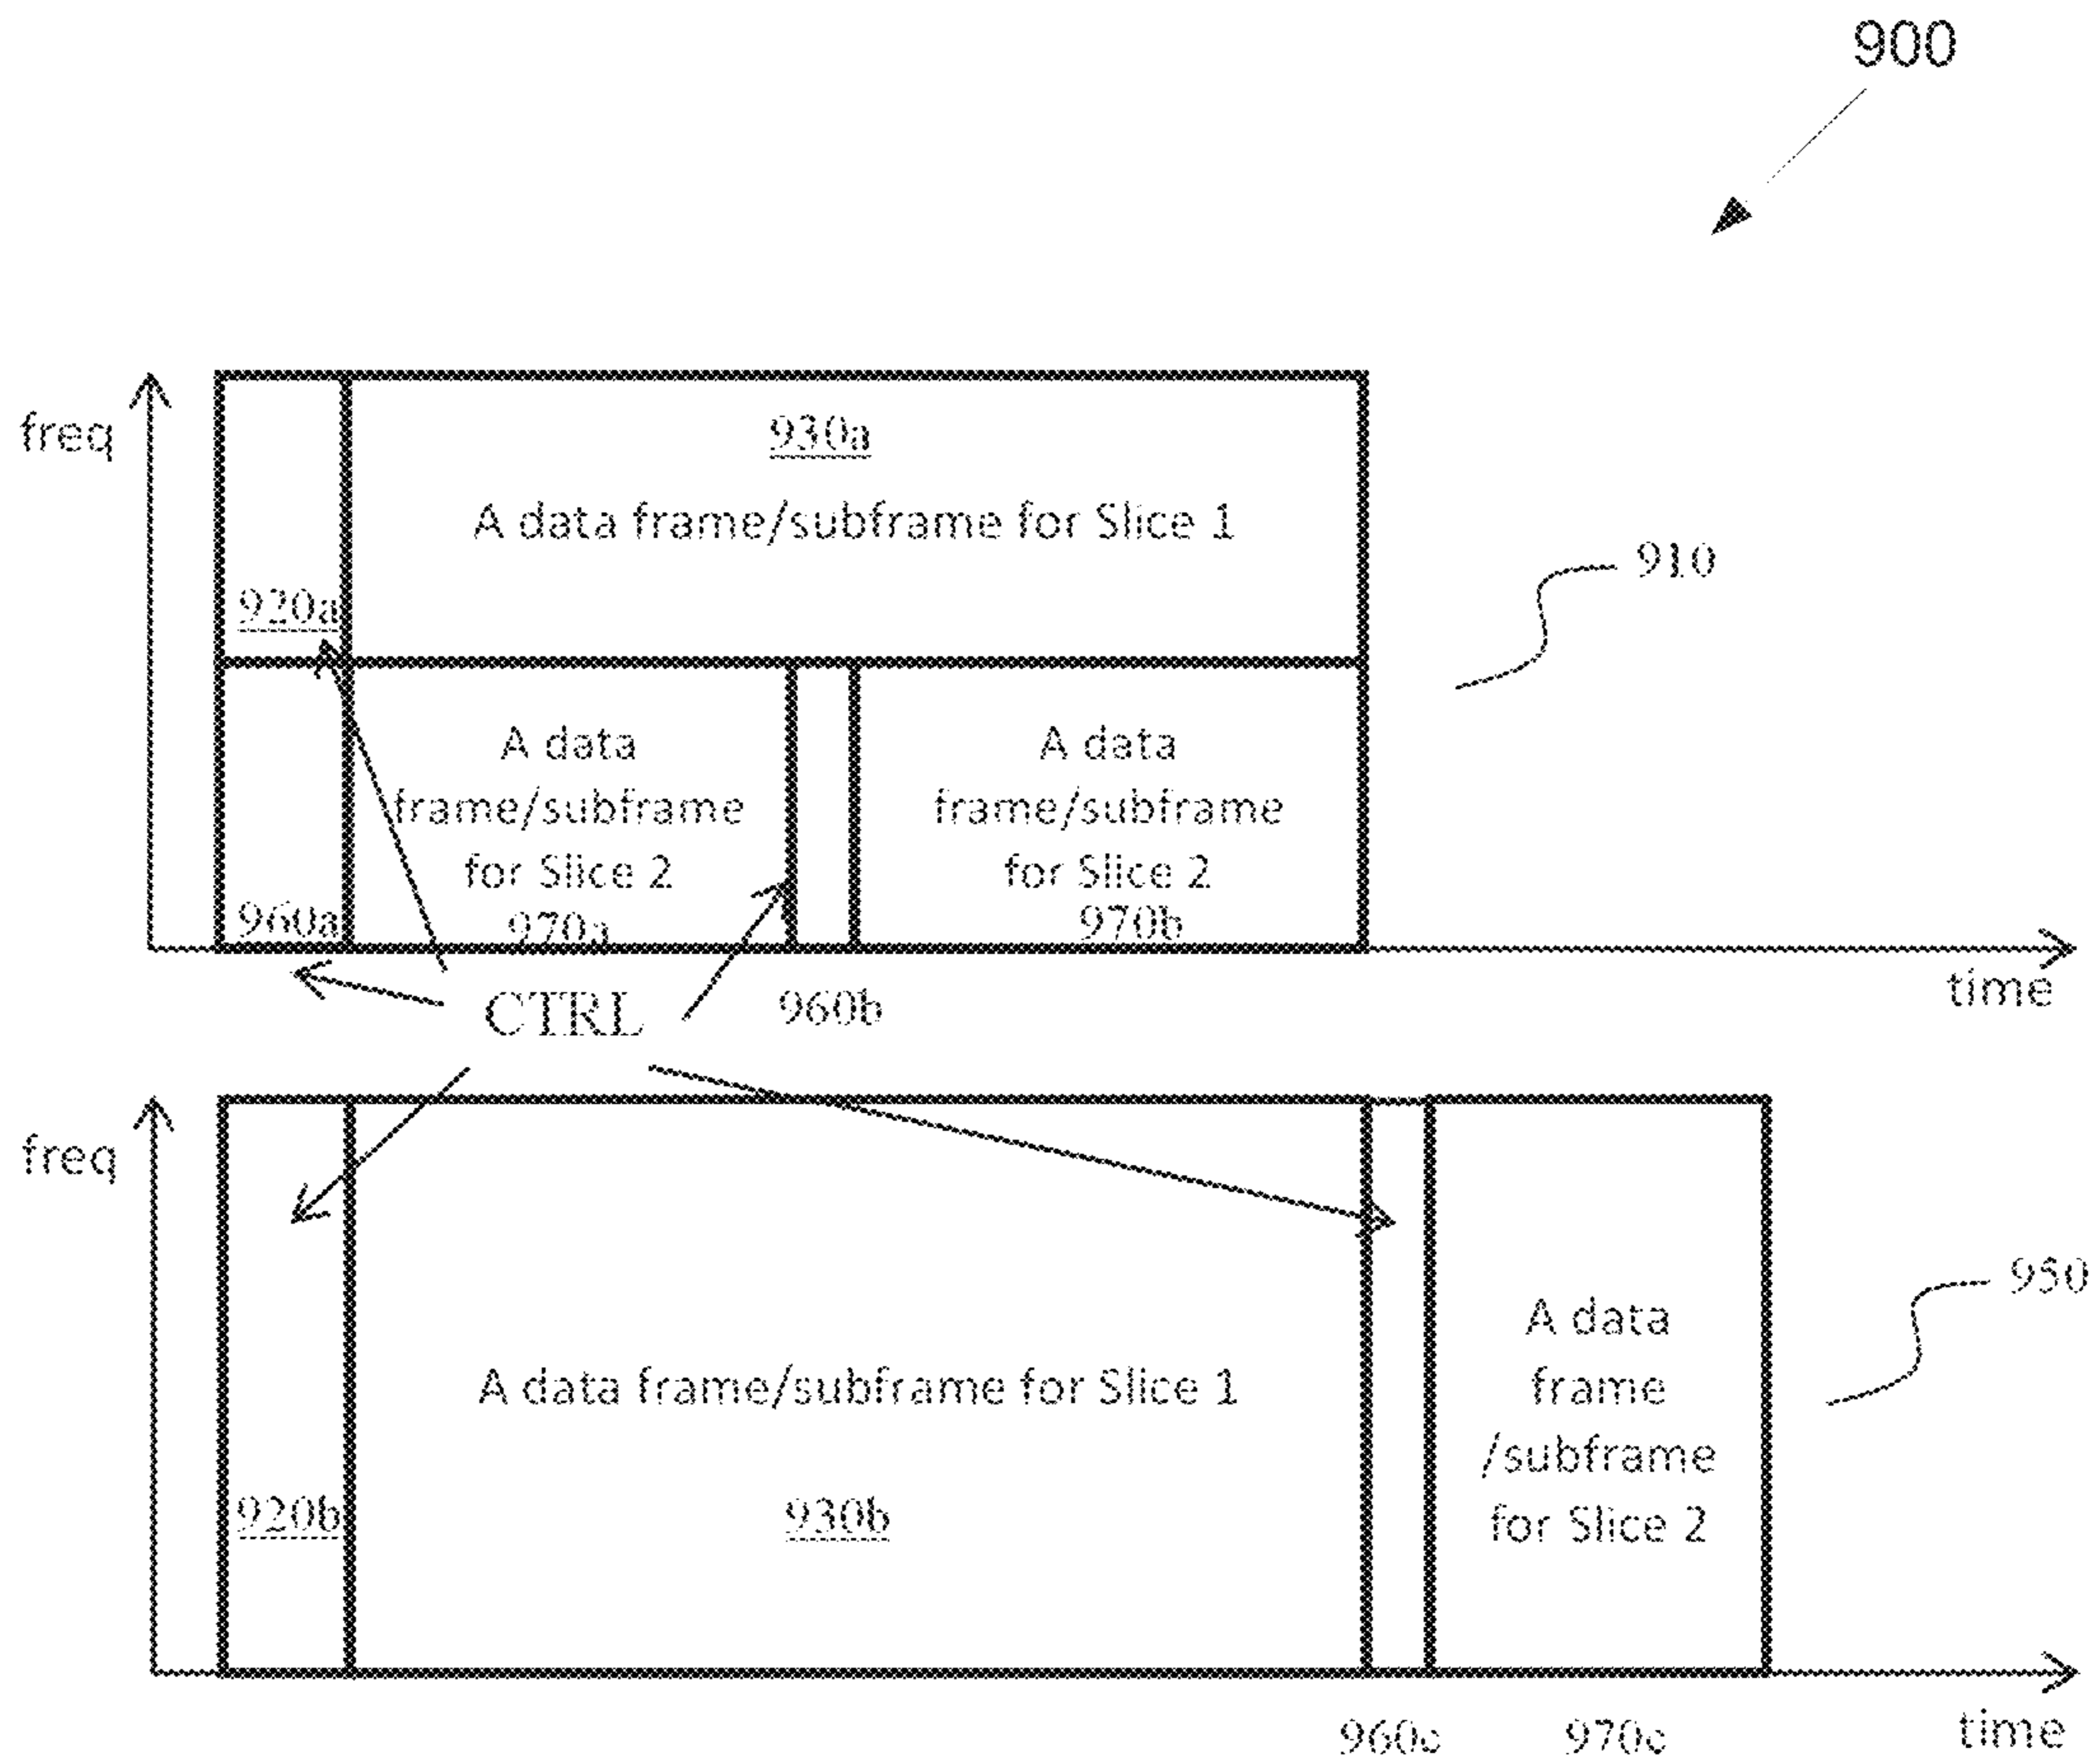 900
freq
930a
A data frame/subframe for Slice 1
910
920a
A data
frame/subframe
for Slice 2
970a
A data
frame/subframe
for Slice 2
970b
960a
time
CTRL
960b
freq
A data frame/subframe for Slice 1
930b
920b
A data
frame
/subframe
for Slice 2
950
960c
970c
time